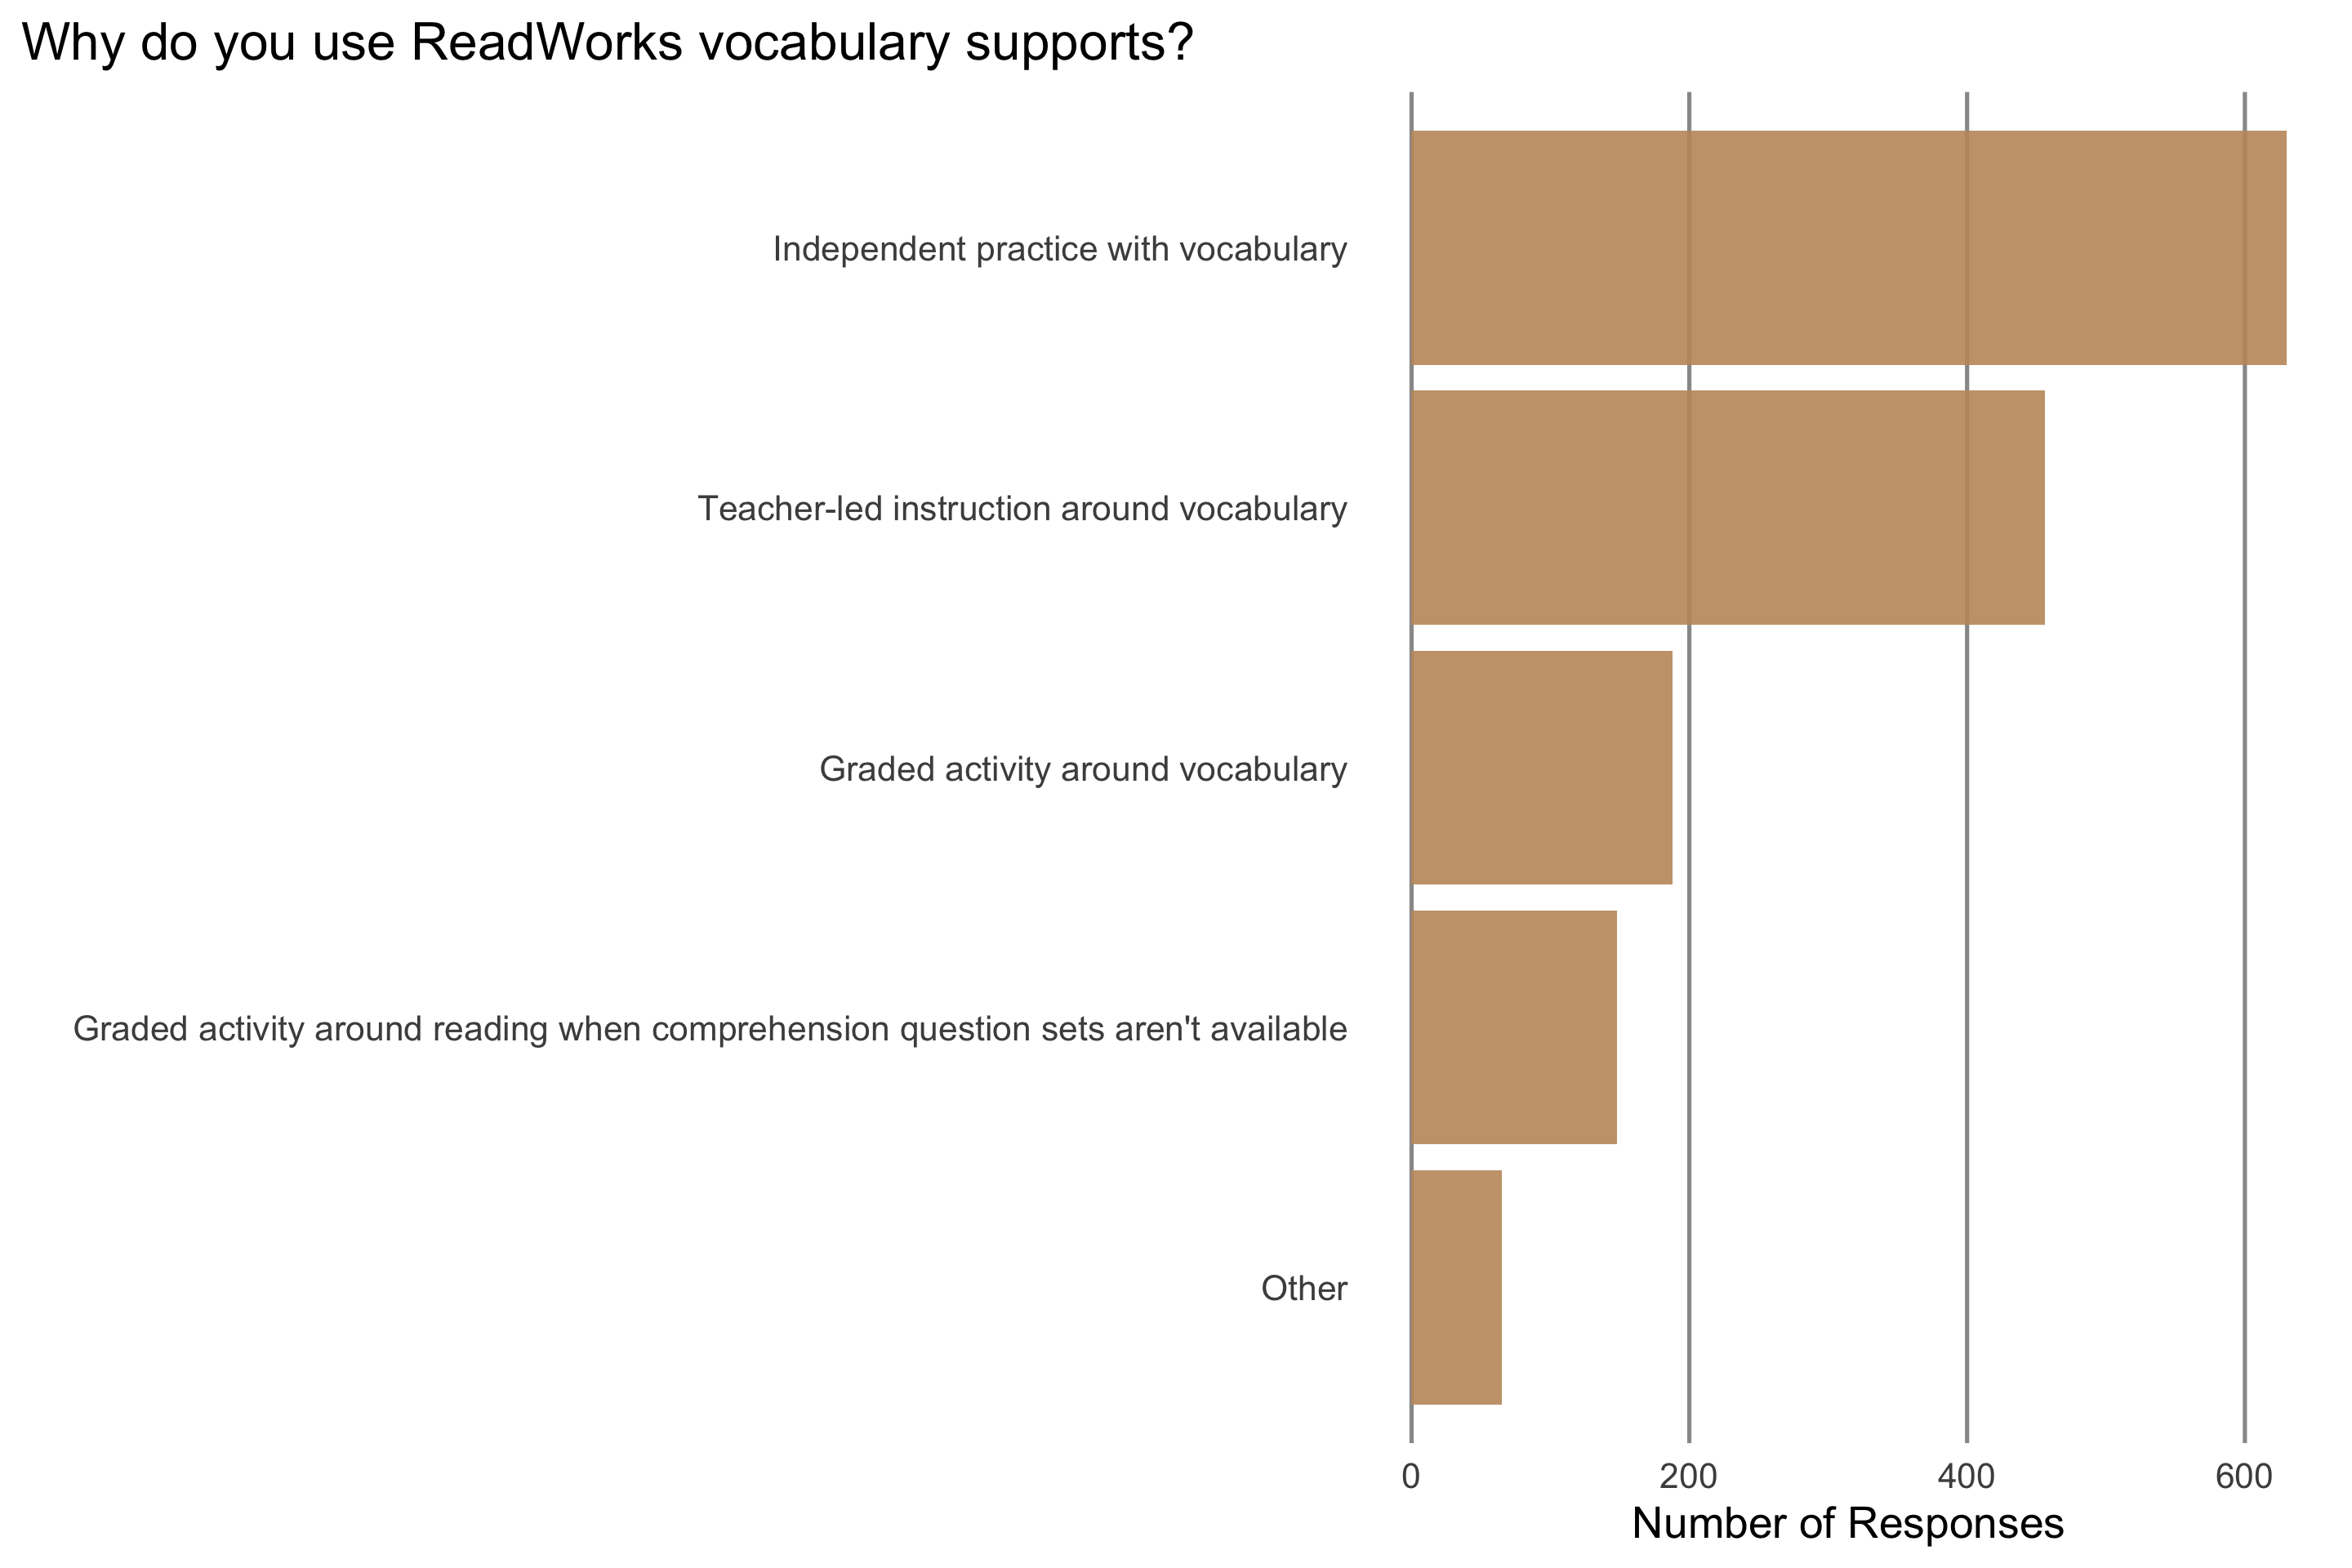 Why do you use ReadWorks vocabulary supports?
Independent practice with vocabulary
Teacher-led instruction around vocabulary
Graded activity around vocabulary
Graded activity around reading when comprehension question sets aren't available
Other
0 200 400 600
Number of Responses